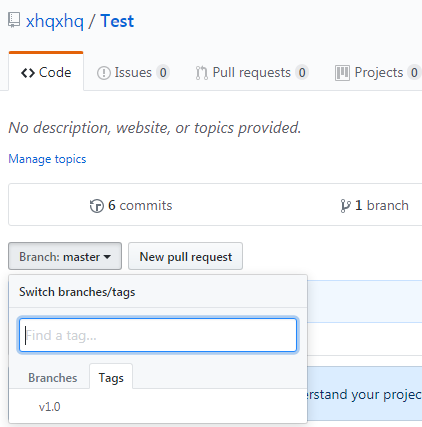 xhqxhq / Test
Code Issues 0 Pull requests 0 Projects 0
No description, website, or topics provided.
Manage topics
6 commits 1 branch
Branch: master New pull request
Switch branches/tags
Find a tag...
Branches Tags
erstand your projec
v1.0